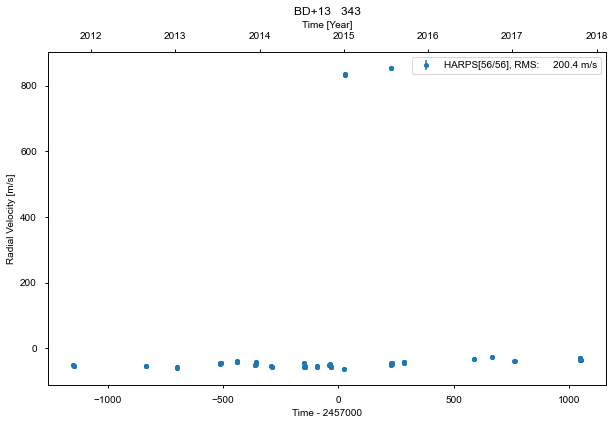 BD+13 343
Time [Year]
2012 2013 2014 2015 2016 2017 2018
HARPS[56/56], RMS: 200.4 m/s
Radial Velocity [m/s]
800
600
400
200
0
−1000 −500 0 500 1000
Time - 2457000